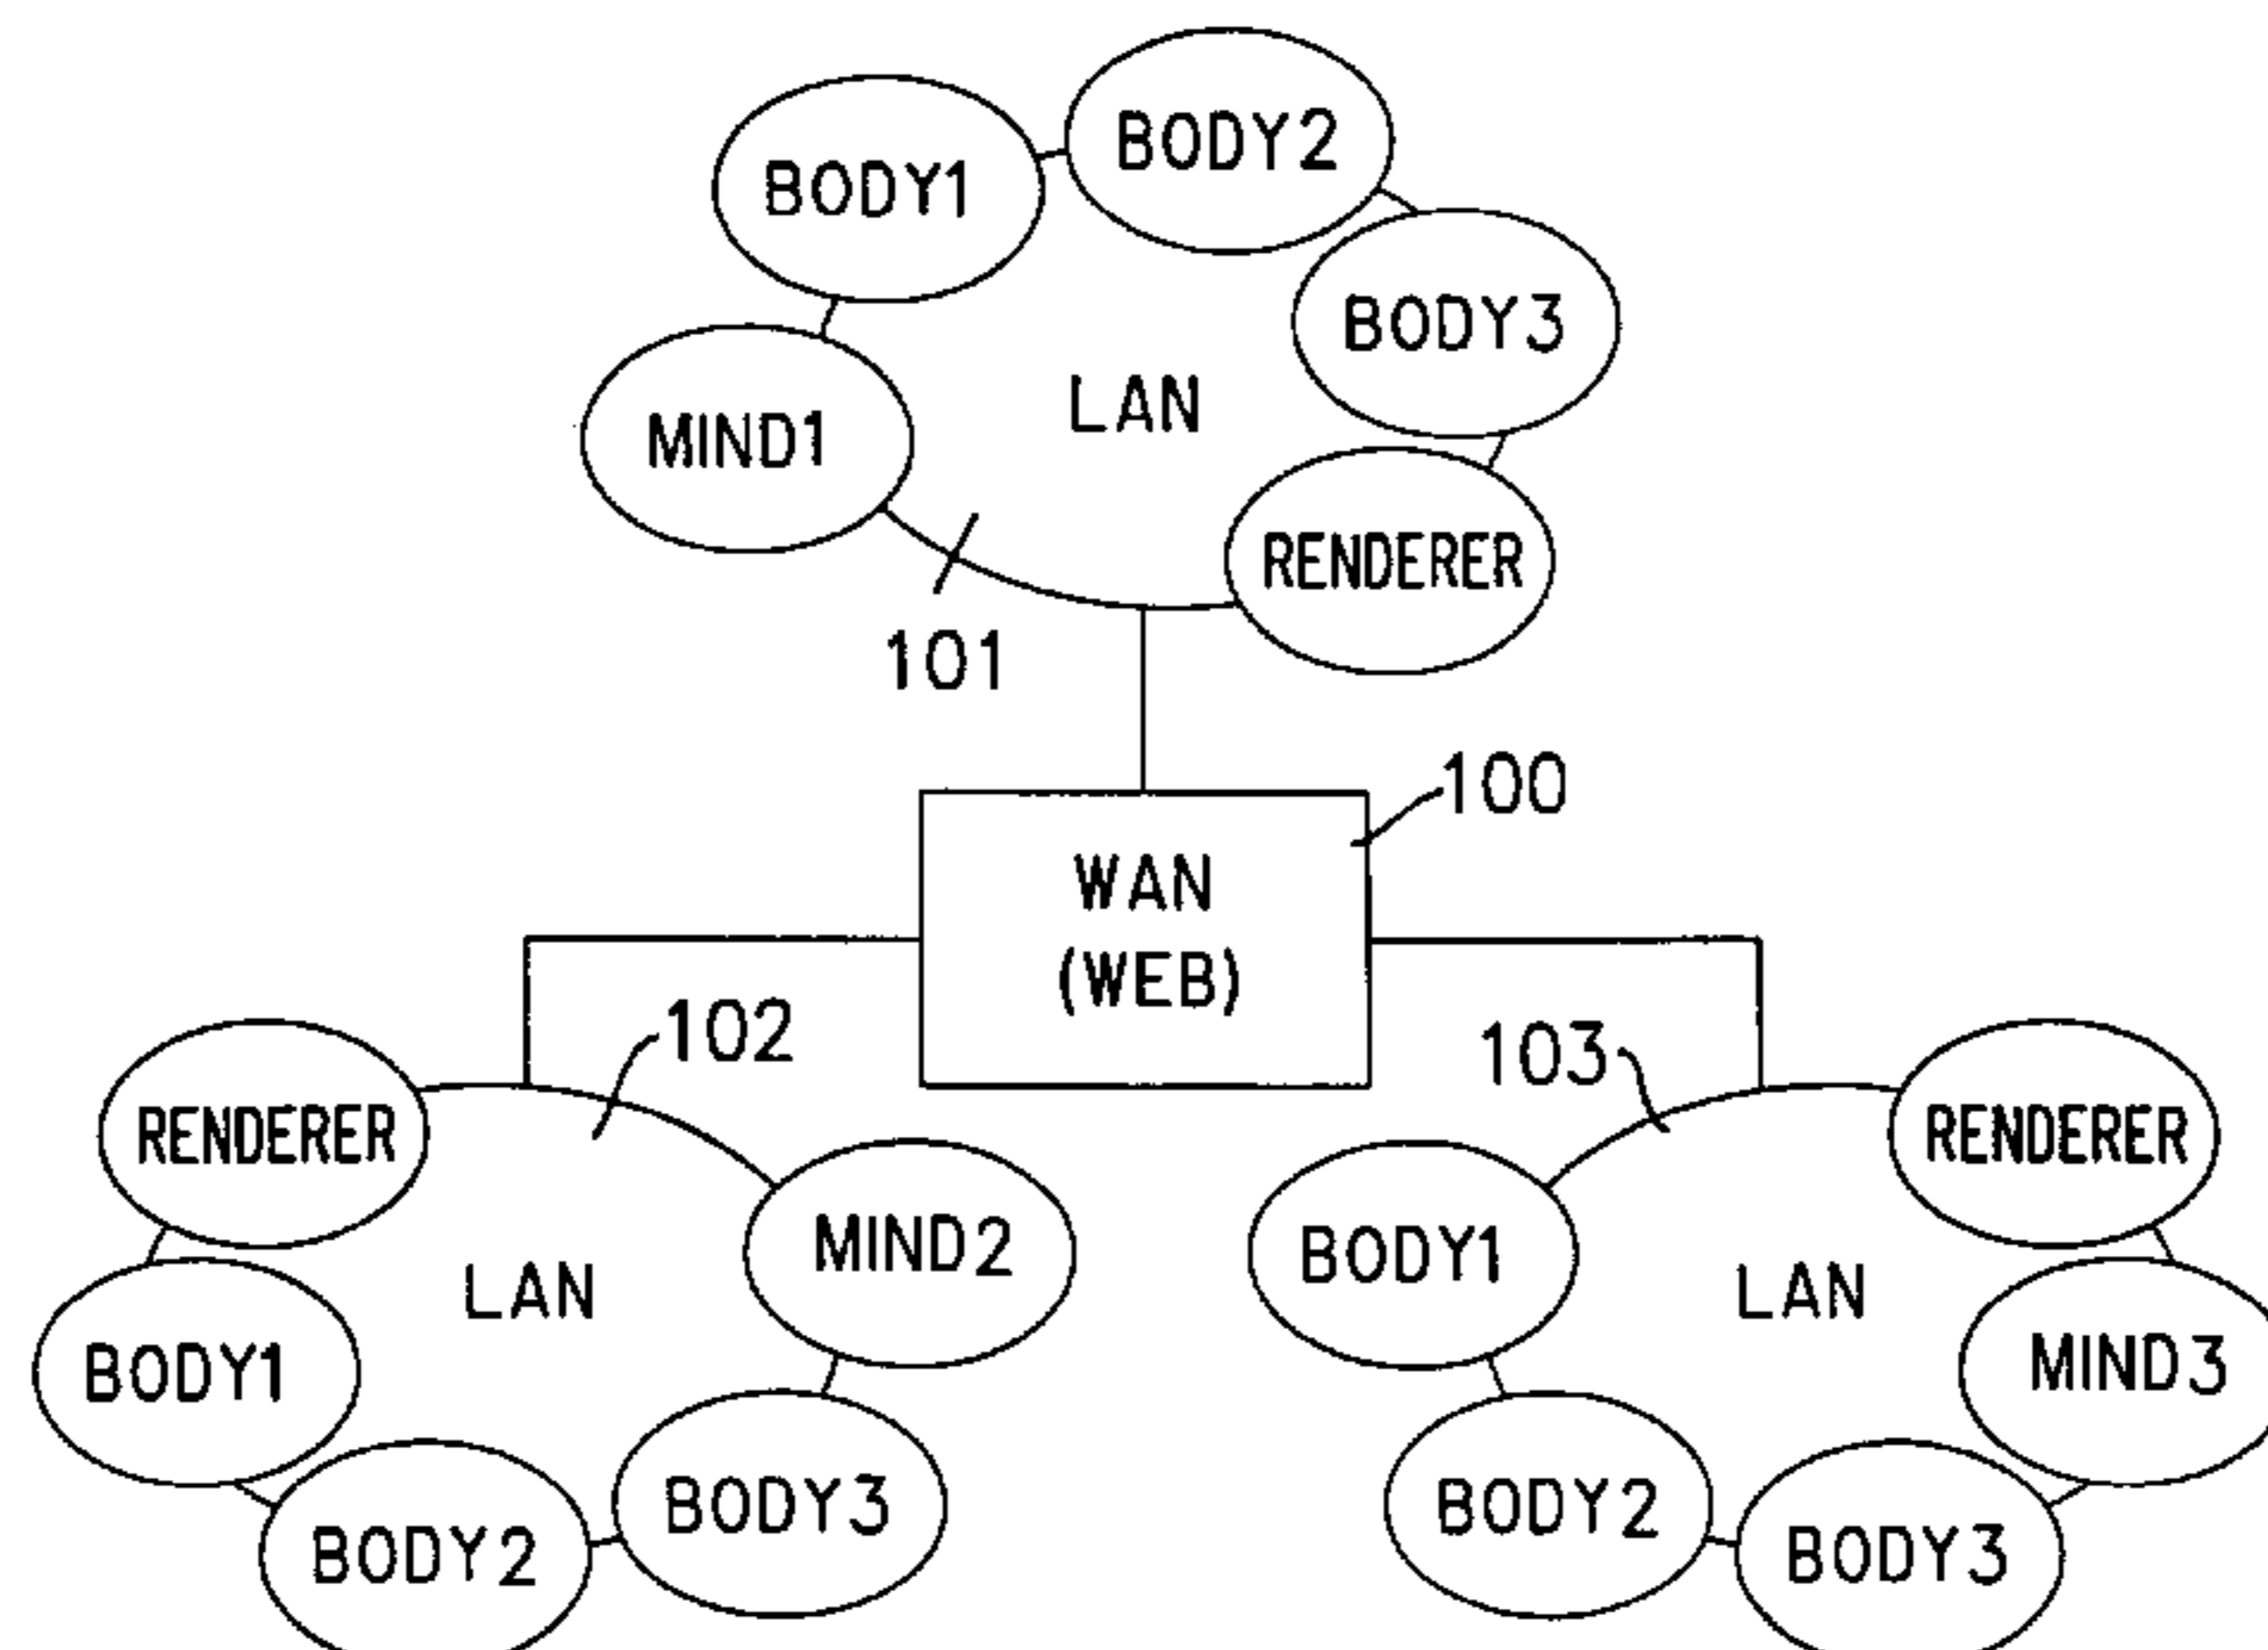 BODY2
BODY1
BODY3
LAN
MIND1
RENDERER
101
100
WAN
(WEB)
102
103
RENDERER
MIND2
LAN
BODY1
BODY3
BODY2
RENDERER
BODY1
LAN
MIND3
BODY2
BODY3